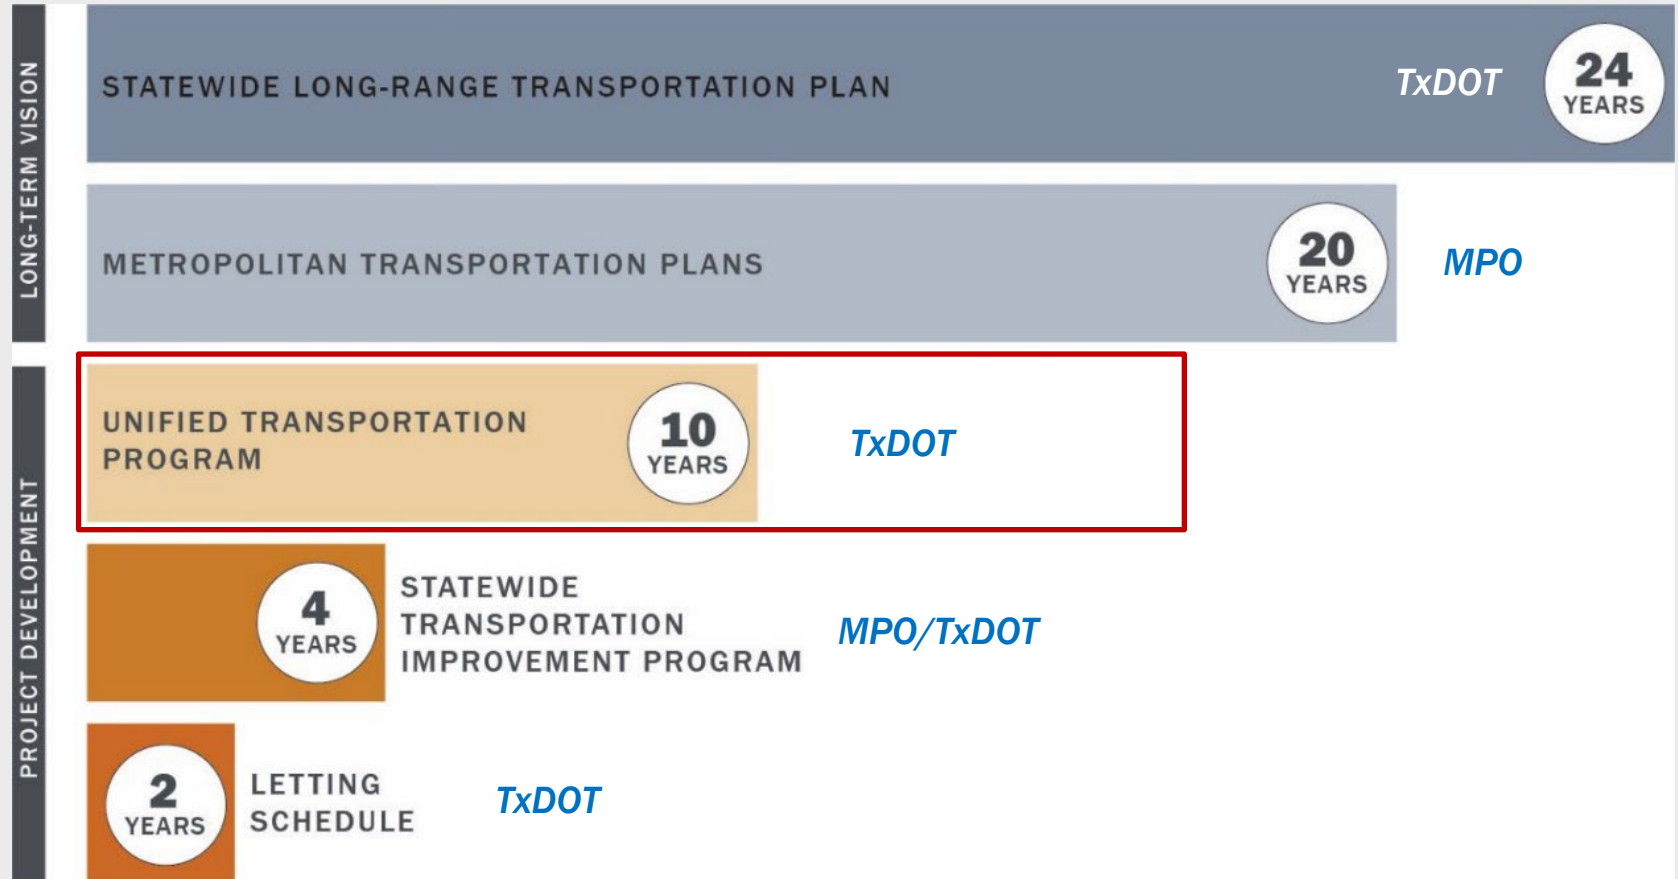 LONG-TERM VISION
STATEWIDE LONG-RANGE TRANSPORTATION PLAN
TxDOT
24
YEARS
METROPOLITAN TRANSPORTATION PLANS
20
YEARS
MPO
PROJECT DEVELOPMENT
UNIFIED TRANSPORTATION
PROGRAM
10
YEARS
TxDOT
4
YEARS
STATEWIDE
TRANSPORTATION
IMPROVEMENT PROGRAM
MPO/TxDOT
2
YEARS
LETTING
SCHEDULE
TxDOT